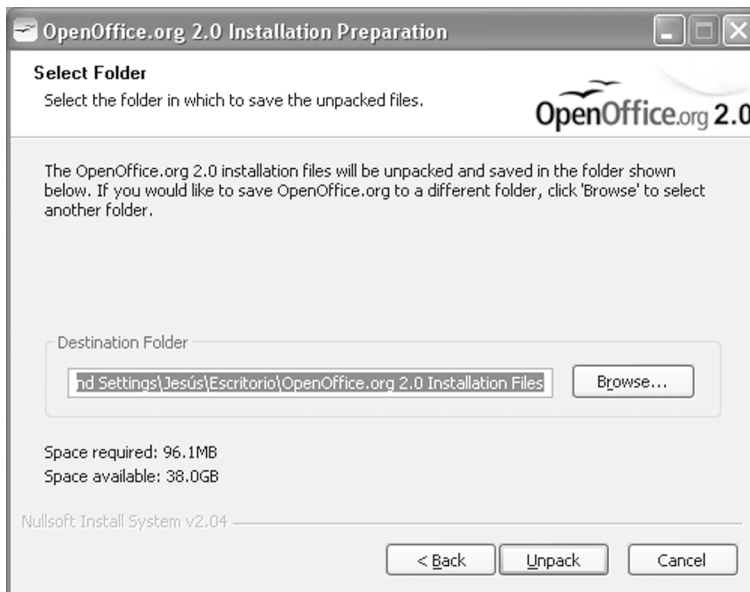 OpenOffice.org 2.0 Installation Preparation
Select Folder
Select the folder in which to save the unpacked files.
OpenOffice.org 2.0
The OpenOffice.org 2.0 installation files will be unpacked and saved in the folder shown
below. If you would like to save OpenOffice.org to a different folder, click 'Browse' to select
another folder.
Destination Folder
nd Settings\Jesús\Escritorio\OpenOffice.org 2.0 Installation Files
Browse...
Space required: 96.1MB
Space available: 38.0GB
Nullsoft Install System v2.04
< Back
Unpack
Cancel